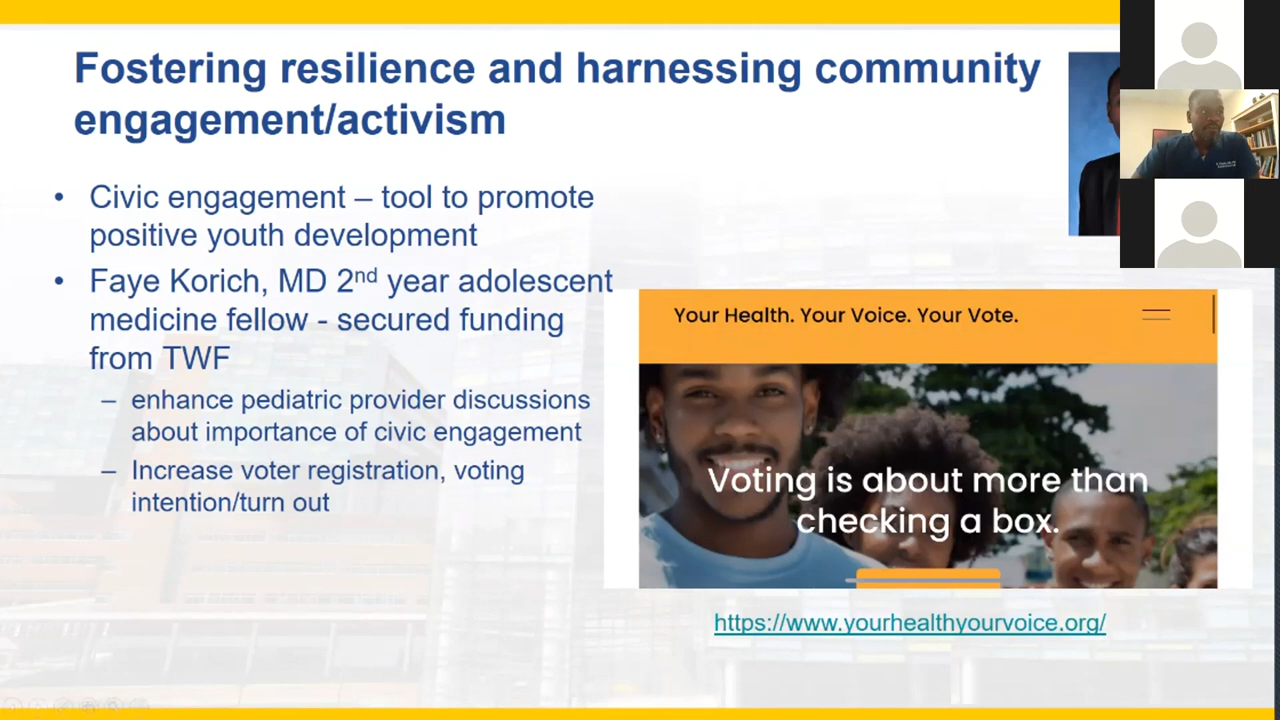 Fostering resilience and harnessing community
engagement/activism
• Civic engagement – tool to promote
positive youth development
• Faye Korich, MD 2nd year adolescent
medicine fellow - secured funding
from TWF
– enhance pediatric provider discussions
about importance of civic engagement
– Increase voter registration, voting
intention/turn out
Your Health. Your Voice. Your Vote.
Voting is about more than
checking a box.
https://www.yourhealthyourvoice.org/